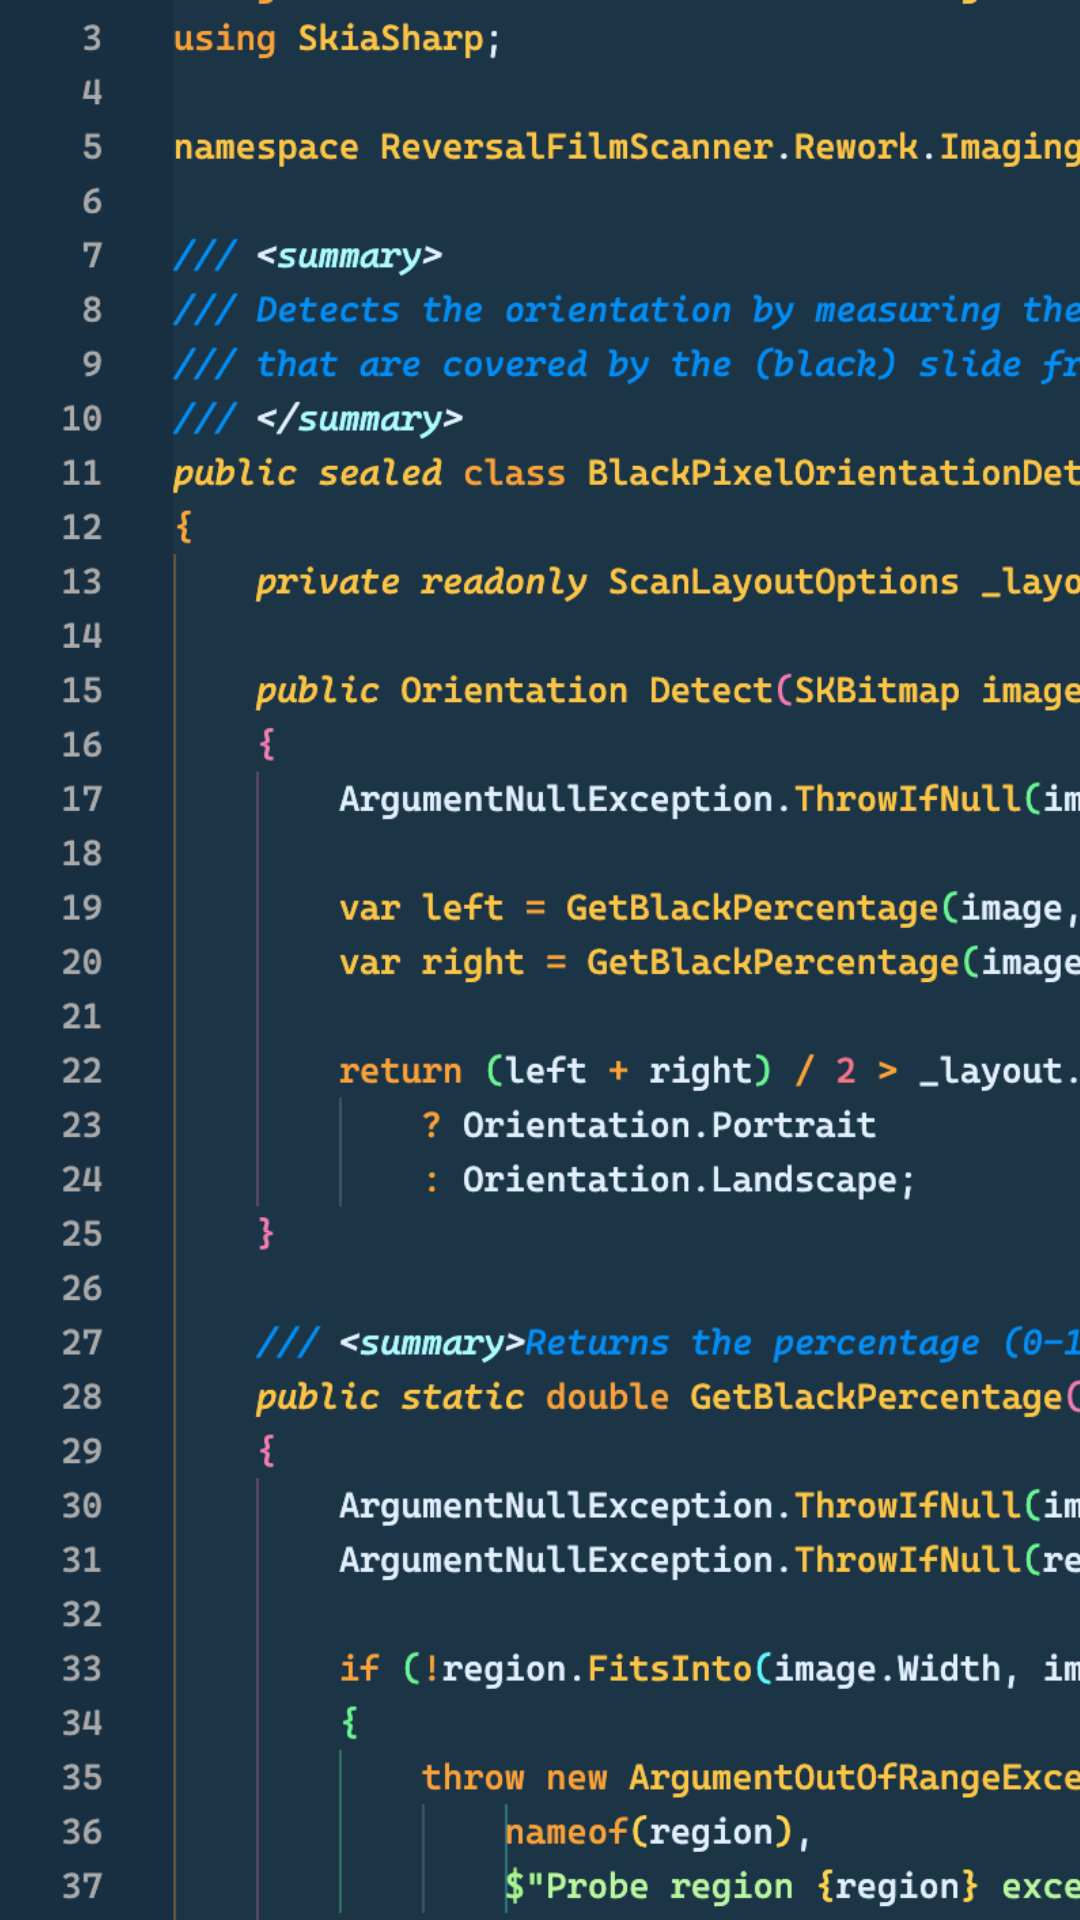 3 using SkiaSharp;
4
5 namespace ReversalFilmScanner.Rework.Imaging
6
7 /// <summary>
8 /// Detects the orientation by measuring the
9 /// that are covered by the (black) slide fr
10 /// </summary>
11 public sealed class BlackPixelOrientationDet
12 {
13 private readonly ScanLayoutOptions _layo
14
15 public Orientation Detect(SKBitmap image
16 {
17 ArgumentNullException.ThrowIfNull(im
18
19 var left = GetBlackPercentage(image,
20 var right = GetBlackPercentage(image
21
22 return (left + right) / 2 > _layout.
23 ? Orientation.Portrait
24 : Orientation.Landscape;
25 }
26
27 /// <summary>Returns the percentage (0–1
28 public static double GetBlackPercentage(
29 {
30 ArgumentNullException.ThrowIfNull(im
31 ArgumentNullException.ThrowIfNull(re
32
33 if (!region.FitsInto(image.Width, im
34 {
35 throw new ArgumentOutOfRangeExce
36 nameof(region),
37 $"Probe region {region} exce